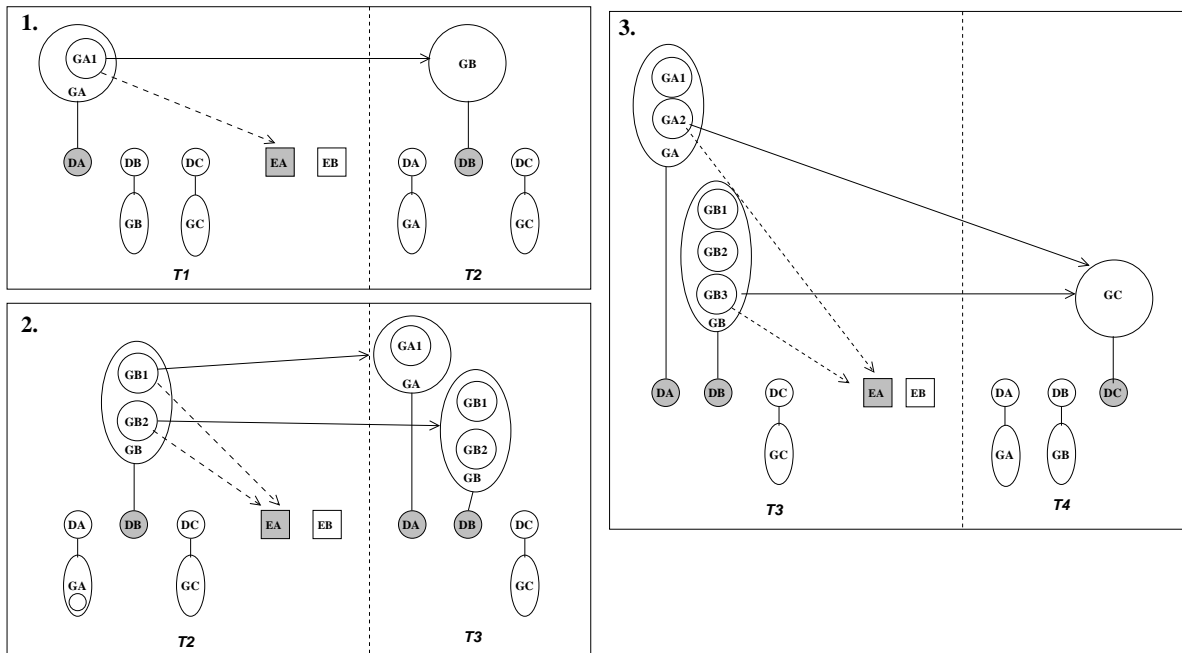 1.
GA1
GB
GA
DA DB DC EA EB DA DB DC
GB GC GA GC
T1 T2
2.
GA1
GB1 GA
GB1
GB2
GB2
GB GB
DA DB DC EA EB DA DB DC
GA GC GC
T2 T3
3.
GA1
GA2
GA
GB1
GB2
GB3 GC
GB
DA DB DC EA EB DA DB DC
GC GA GB
T3 T4